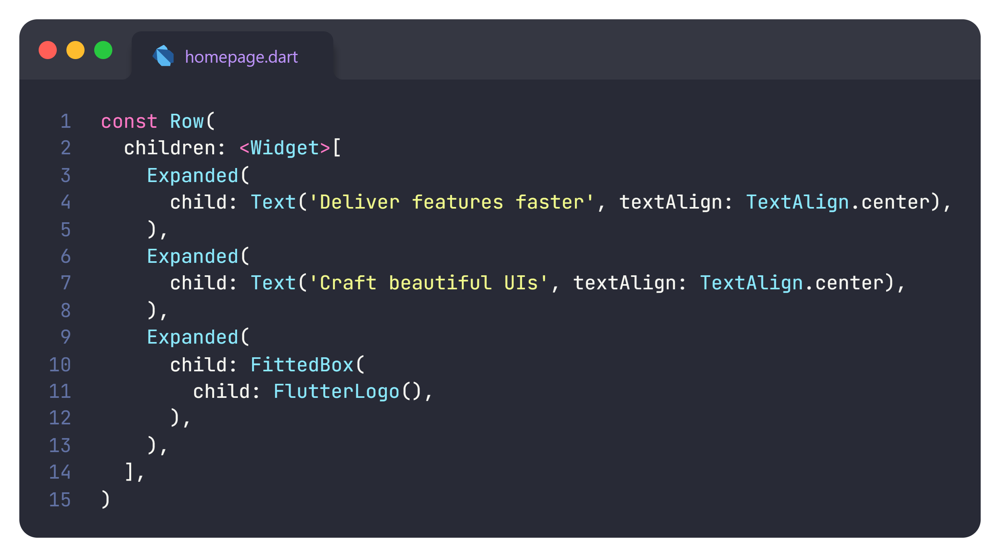 homepage.dart
1 const Row(
2   children: <Widget>[
3     Expanded(
4       child: Text('Deliver features faster', textAlign: TextAlign.center),
5     ),
6     Expanded(
7       child: Text('Craft beautiful UIs', textAlign: TextAlign.center),
8     ),
9     Expanded(
10       child: FittedBox(
11         child: FlutterLogo(),
12       ),
13     ),
14   ],
15 )